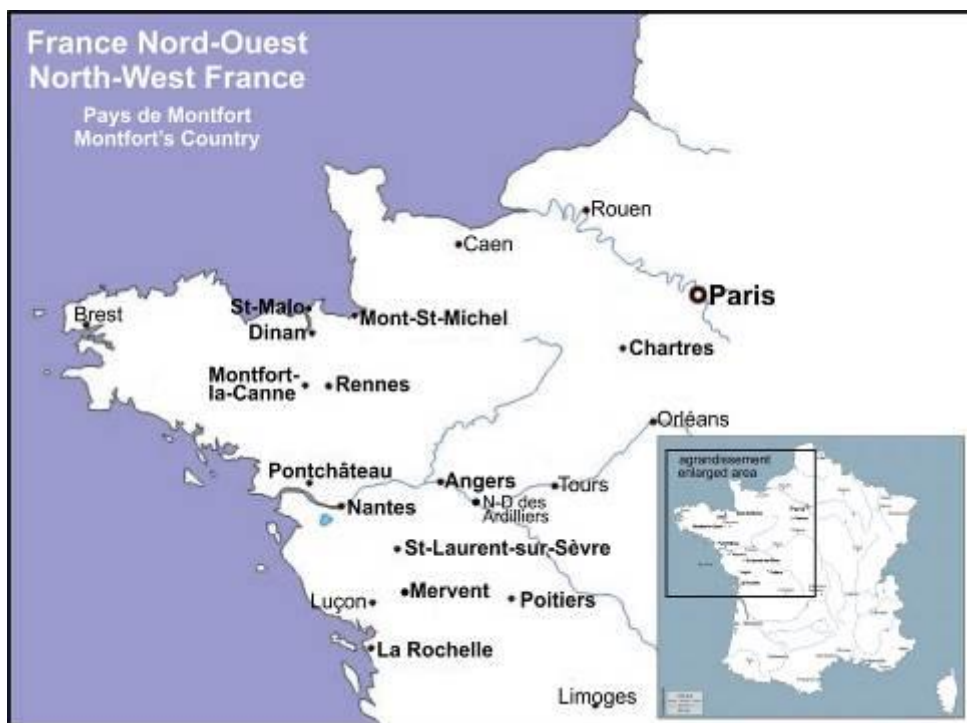 France Nord-Ouest
North-West France
Pays de Montfort
Montfort's Country
Rouen
Caen
Paris
St-Malo
Brest
Mont-St-Michel
Dinan
Chartres
Montfort-
la-Canne
Rennes
Orléans
agrandissement
enlarged area
Pontchâteau
Angers
Tours
N-D des
Ardilliers
Nantes
St-Laurent-sur-Sèvre
Mervent
Luçon
Poitiers
La Rochelle
Limoges